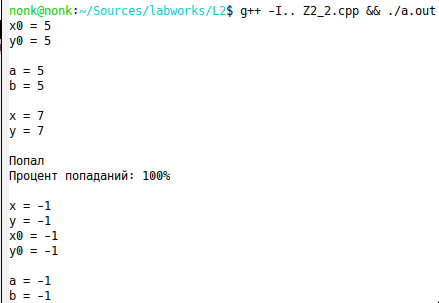 nonk@nonk:~/Sources/labworks/L2$ g++ -I.. Z2_2.cpp && ./a.out
x0 = 5
y0 = 5
a = 5
b = 5
x = 7
y = 7
Попал
Процент попаданий: 100%
x = -1
y = -1
x0 = -1
y0 = -1
a = -1
b = -1